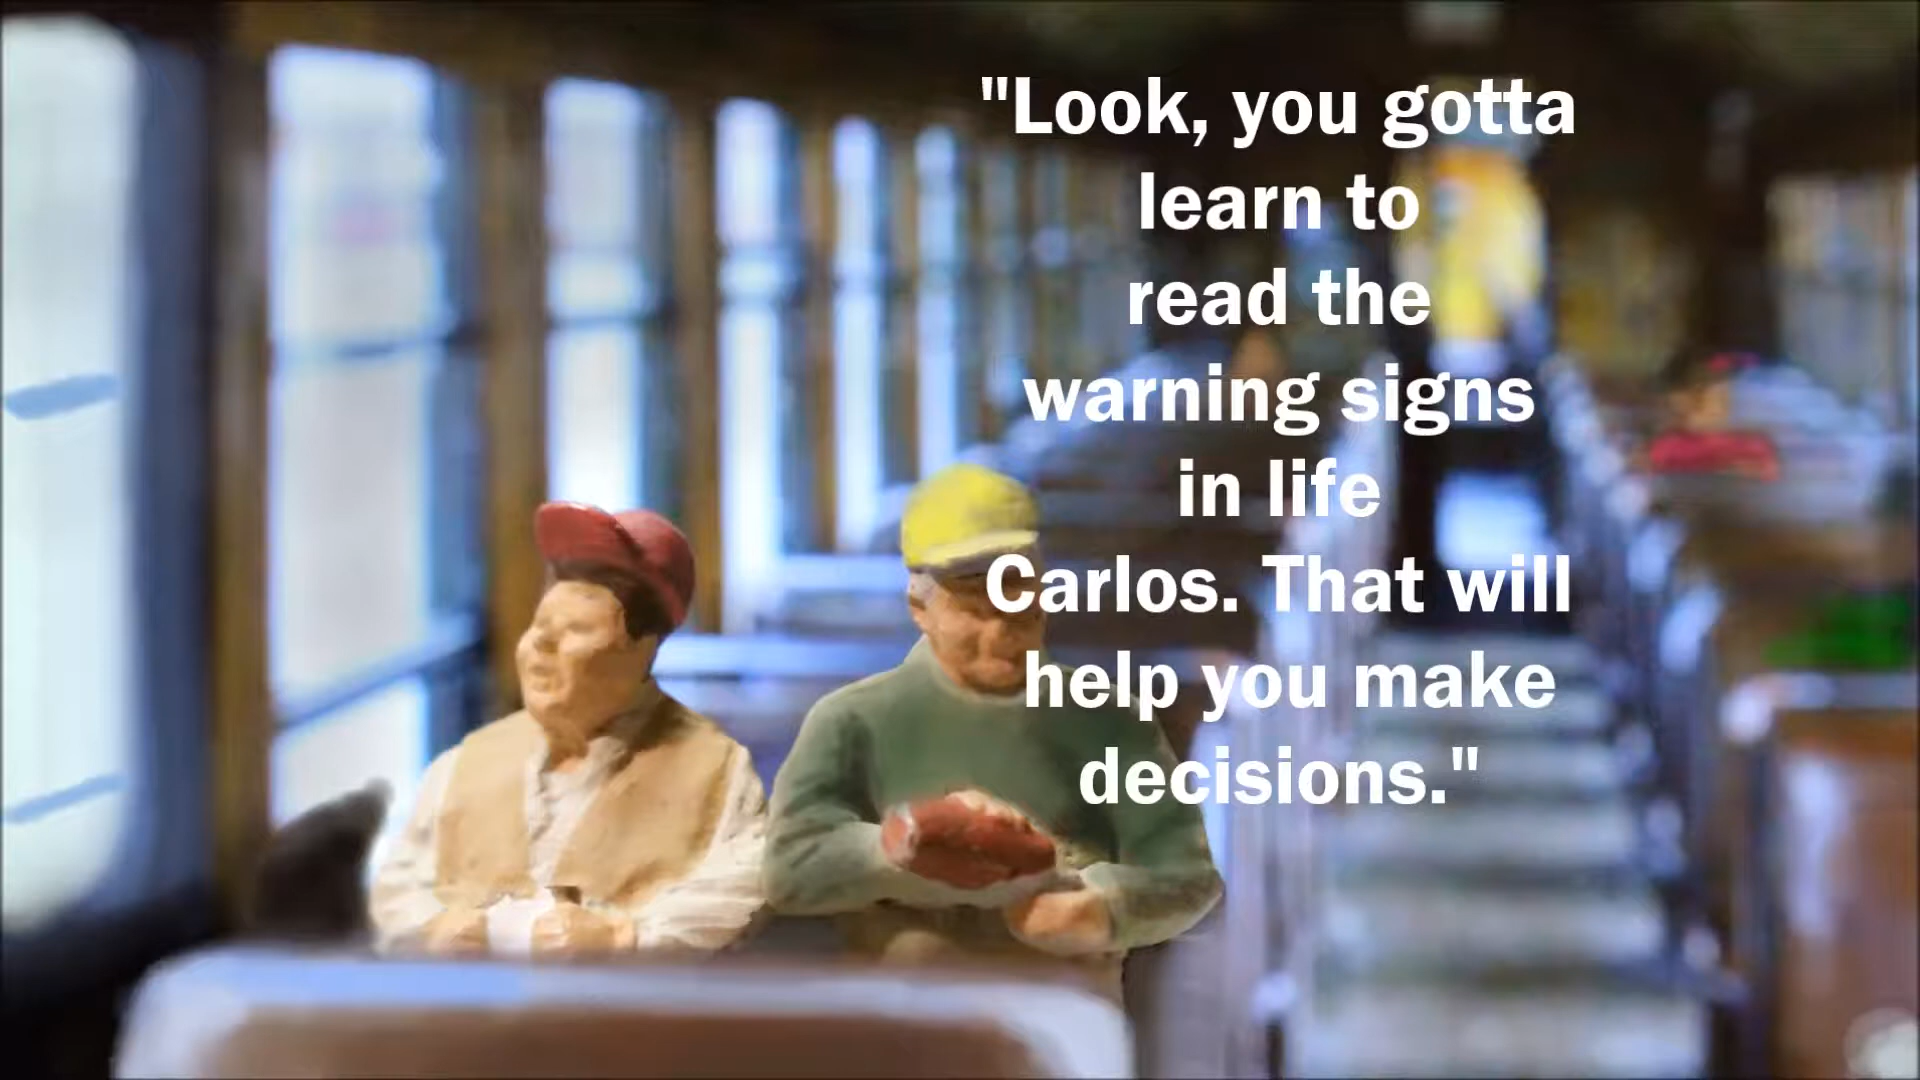 "Look, you gotta
learn to
read the
warning signs
in life
Carlos. That will
help you make
decisions."